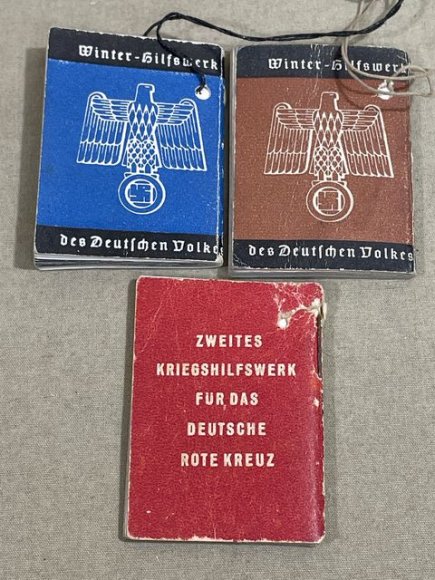 Winter-Hilfswerk
des Deutschen Volkes
Winter-Hilfswerk
des Deutschen Volkes
ZWEITES
KRIEGSHILFSWERK
FÜR DAS
DEUTSCHE
ROTE KREUZ